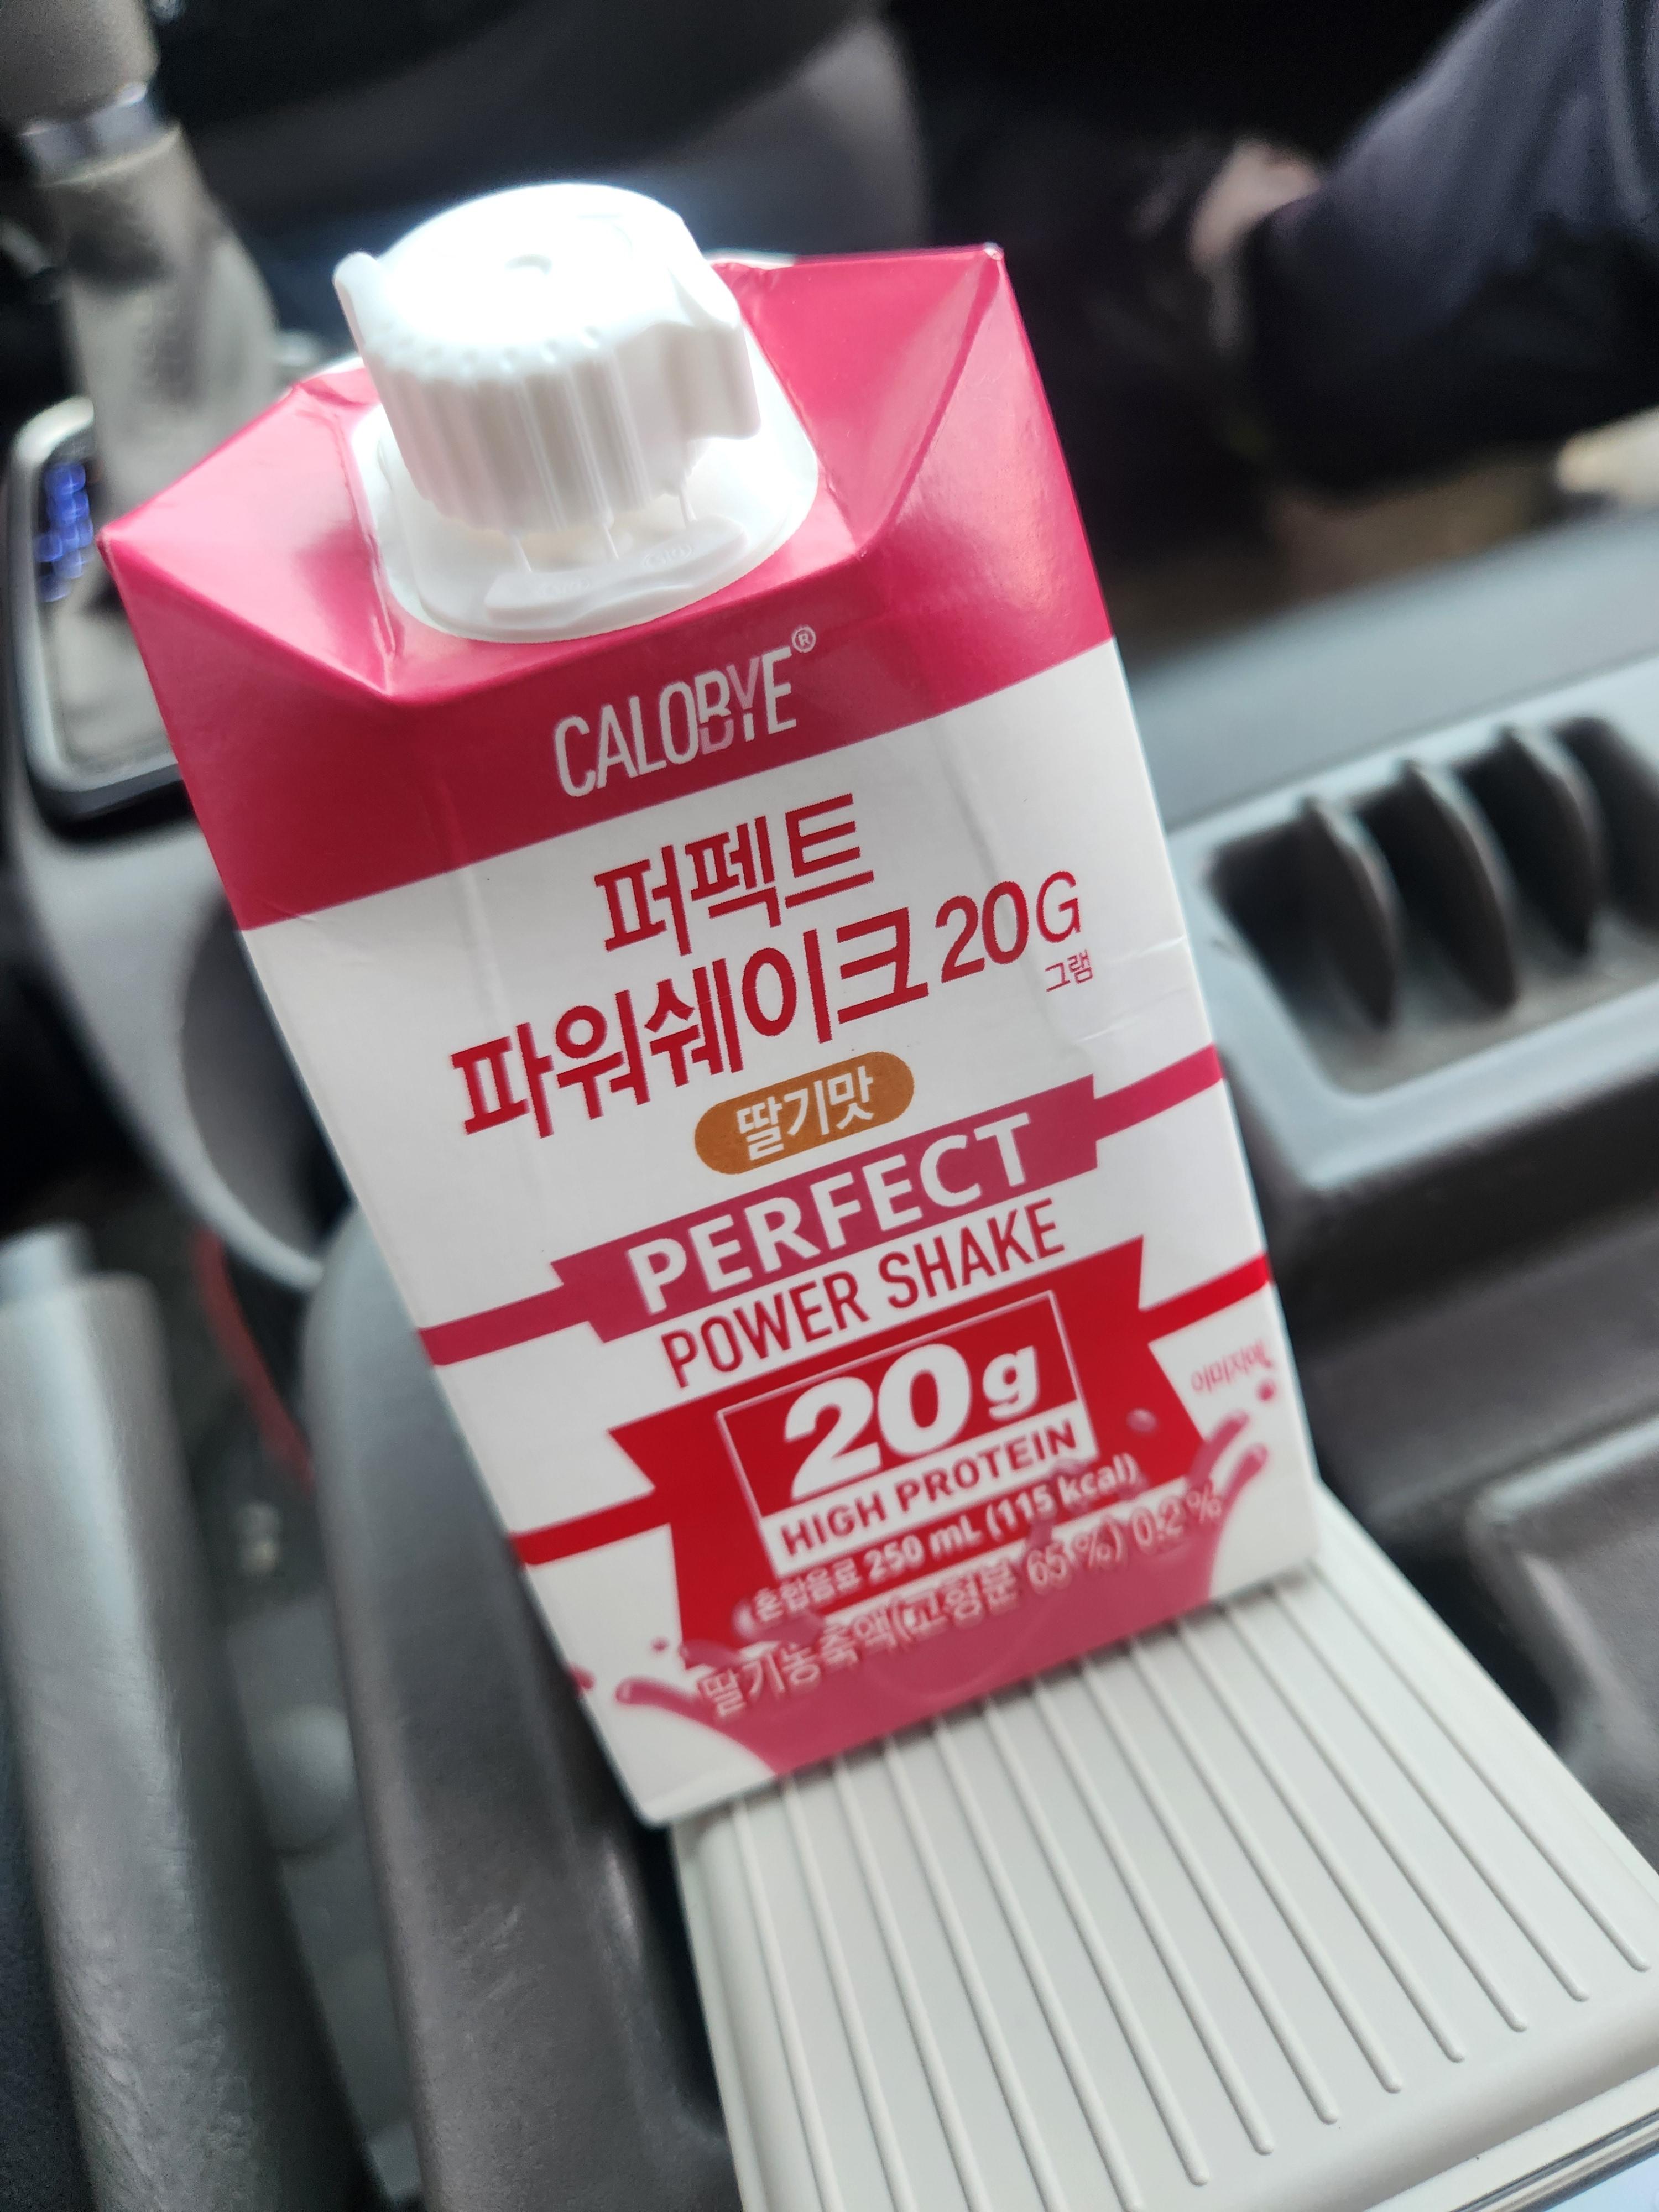 CALOBYE®
퍼펙트
파워쉐이크 20G
그램
딸기맛
PERFECT
POWER SHAKE
20g
HIGH PROTEIN
혼합음료 250 mL (115 kcal)
딸기농축액(고형분 65 %) 0.2 %
이미지예